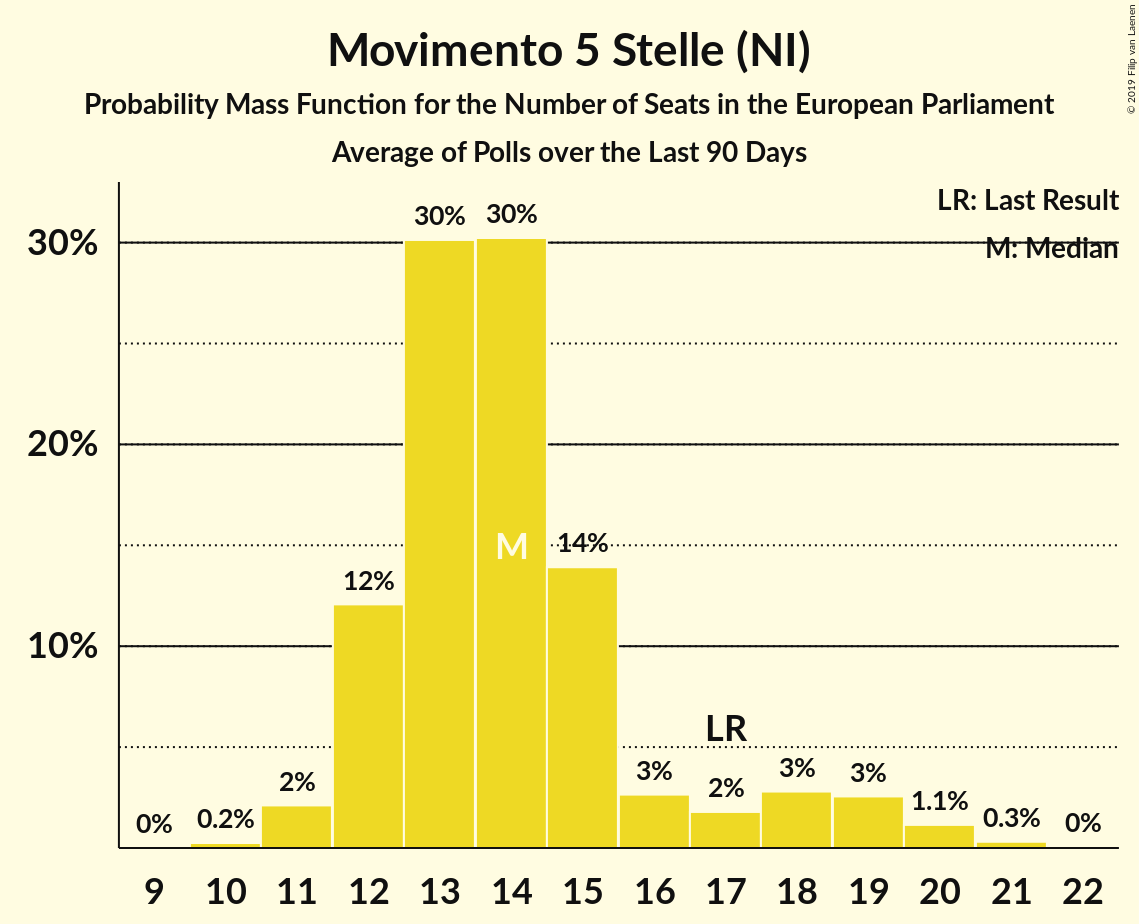 Movimento 5 Stelle (NI)
Probability Mass Function for the Number of Seats in the European Parliament
Average of Polls over the Last 90 Days
© 2019 Filip van Laenen
LR: Last Result
M: Median
30%
20%
10%
0%
0.2%
2%
12%
30%
30%
M
14%
3%
LR
2%
3%
3%
1.1%
0.3%
0%
9 10 11 12 13 14 15 16 17 18 19 20 21 22